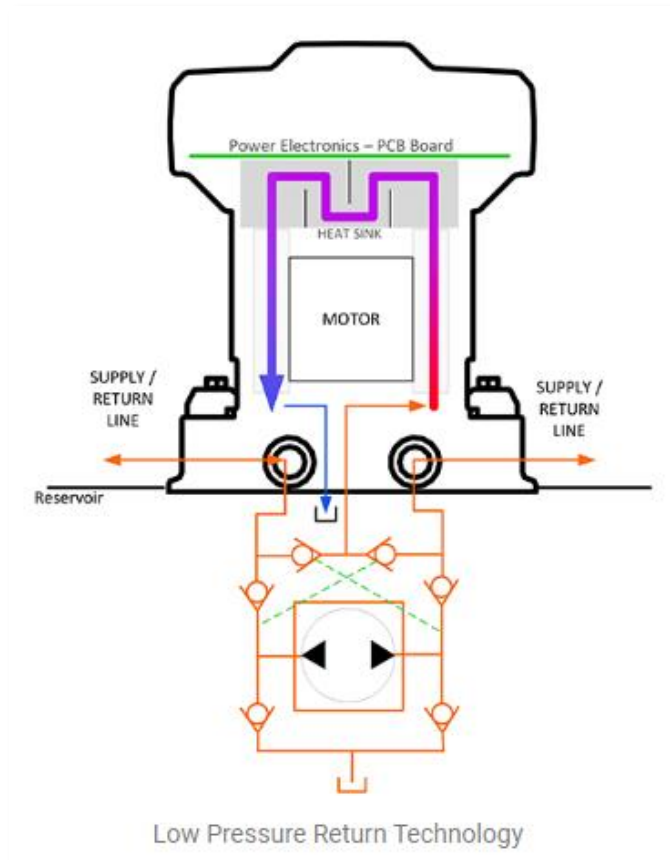 Power Electronics – PCB Board
HEAT SINK
MOTOR
SUPPLY /
RETURN
LINE
SUPPLY /
RETURN
LINE
Reservoir
Low Pressure Return Technology